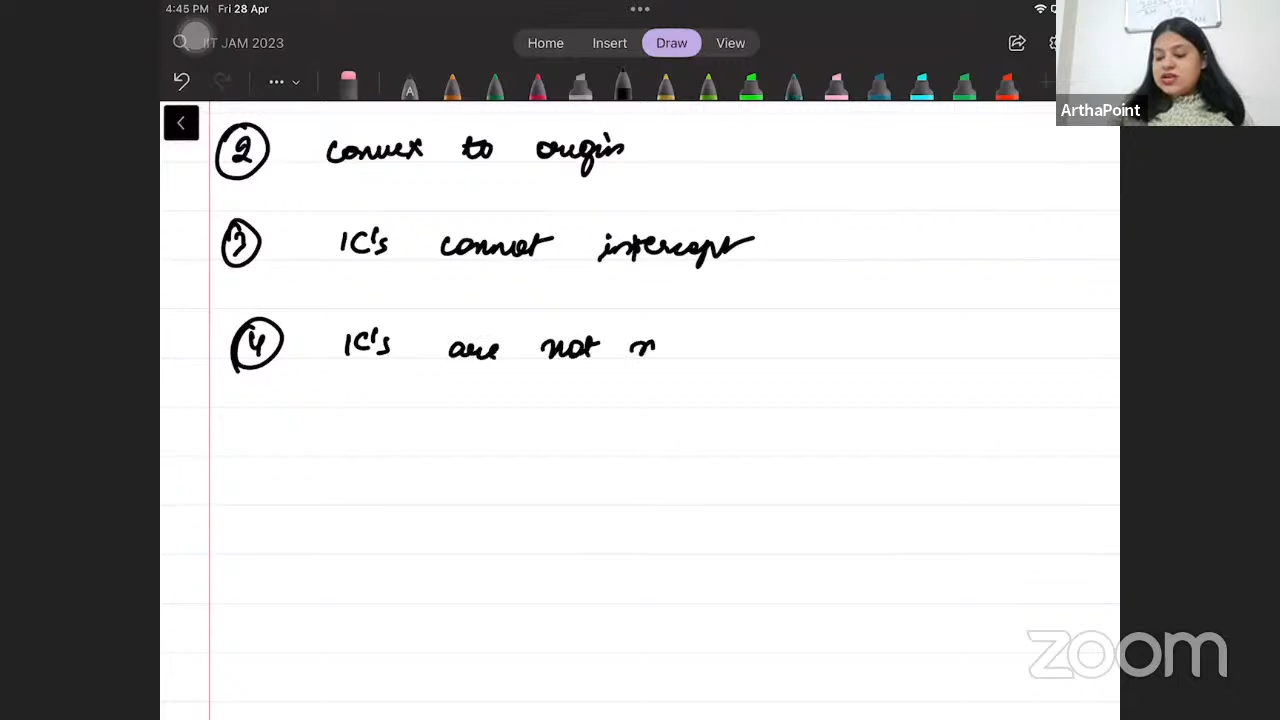 4:45 PM Fri 28 Apr
IIT JAM 2023
Home Insert Draw View
ArthaPoint
A
2 convex to origin
3 IC's cannot intercept
4 IC's are not n
zoom